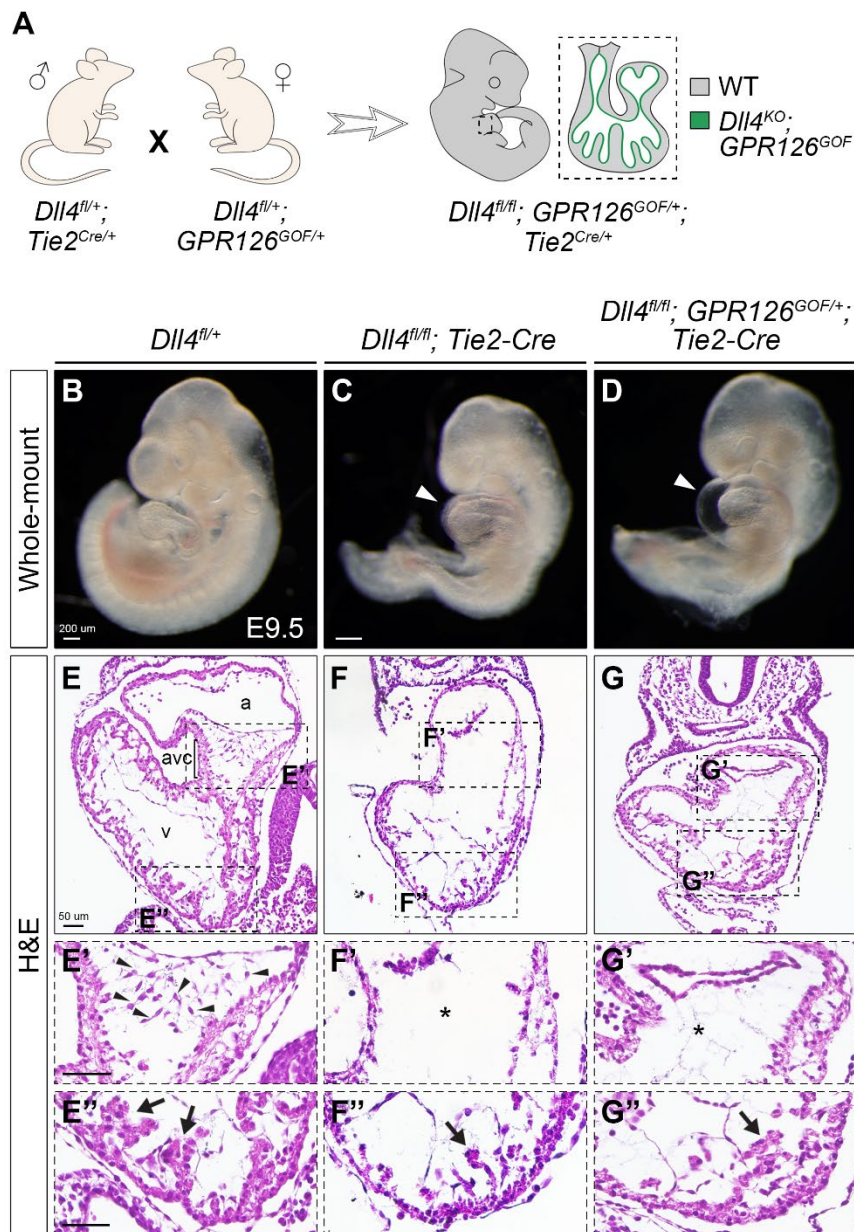 A
♂
♀
X
WT
Dll4ᴷᴼ;
GPR126ᴳᴼᶠ
Dll4ᶠˡ/⁺;
Tie2ᶜʳᵉ/⁺
Dll4ᶠˡ/⁺;
GPR126ᴳᴼᶠ/⁺
Dll4ᶠˡ/ᶠˡ; GPR126ᴳᴼᶠ/⁺;
Tie2ᶜʳᵉ/⁺
Dll4ᶠˡ/⁺
Dll4ᶠˡ/ᶠˡ; Tie2-Cre
Dll4ᶠˡ/ᶠˡ; GPR126ᴳᴼᶠ/⁺;
Tie2-Cre
Whole-mount
B
200 um
E9.5
C
D
H&E
E
a
avc
E'
v
E''
50 um
F
F'
F''
G
G'
G''
E'
F'
*
G'
*
E''
F''
G''